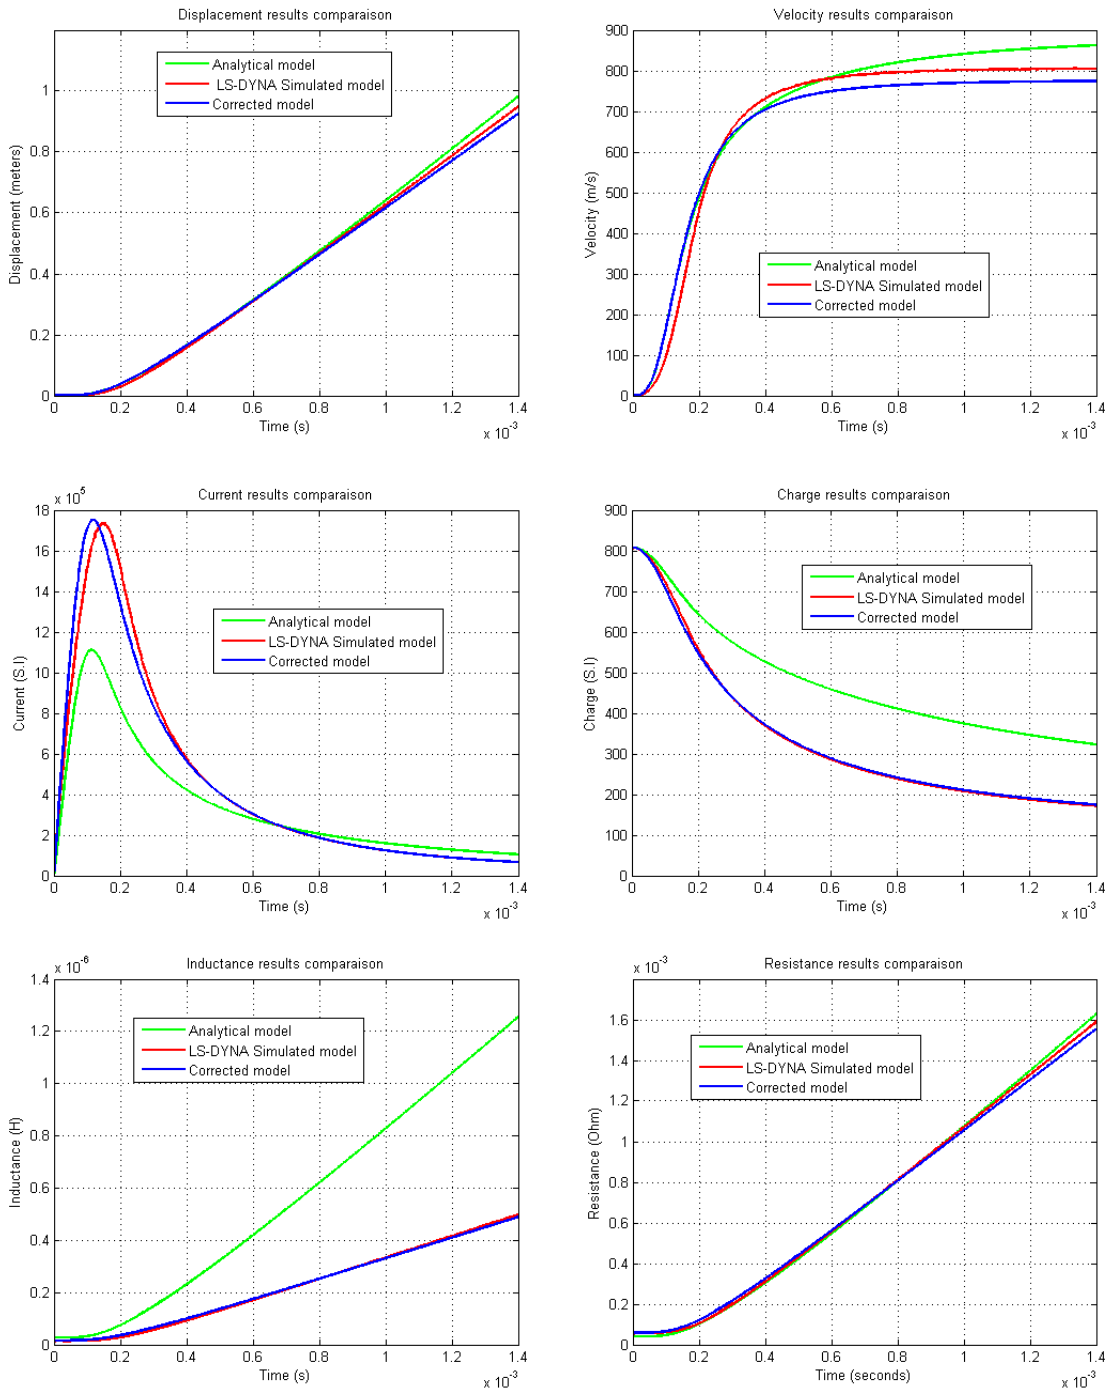 Displacement results comparaison
Analytical model
LS-DYNA Simulated model
Corrected model
Displacement (meters)
1
0.8
0.6
0.4
0.2
0
0 0.2 0.4 0.6 0.8 1 1.2 1.4
Time (s)
x 10⁻³
Velocity results comparaison
900
800
700
600
500
400
300
200
100
0
Velocity (m/s)
Analytical model
LS-DYNA Simulated model
Corrected model
0 0.2 0.4 0.6 0.8 1 1.2 1.4
Time (s)
x 10⁻³
Current results comparaison
x 10⁵
18
16
14
12
10
8
6
4
2
0
Current (S.I)
Analytical model
LS-DYNA Simulated model
Corrected model
0 0.2 0.4 0.6 0.8 1 1.2 1.4
Time (s)
x 10⁻³
Charge results comparaison
900
800
700
600
500
400
300
200
100
0
Charge (S.I)
Analytical model
LS-DYNA Simulated model
Corrected model
0 0.2 0.4 0.6 0.8 1 1.2 1.4
Time (s)
x 10⁻³
Inductance results comparaison
x 10⁻⁶
1.4
1.2
1
0.8
0.6
0.4
0.2
0
Inductance (H)
Analytical model
LS-DYNA Simulated model
Corrected model
0 0.2 0.4 0.6 0.8 1 1.2 1.4
Time (s)
x 10⁻³
Resistance results comparaison
x 10⁻³
1.6
1.4
1.2
1
0.8
0.6
0.4
0.2
0
Resistance (Ohm)
Analytical model
LS-DYNA Simulated model
Corrected model
0 0.2 0.4 0.6 0.8 1 1.2 1.4
Time (seconds)
x 10⁻³